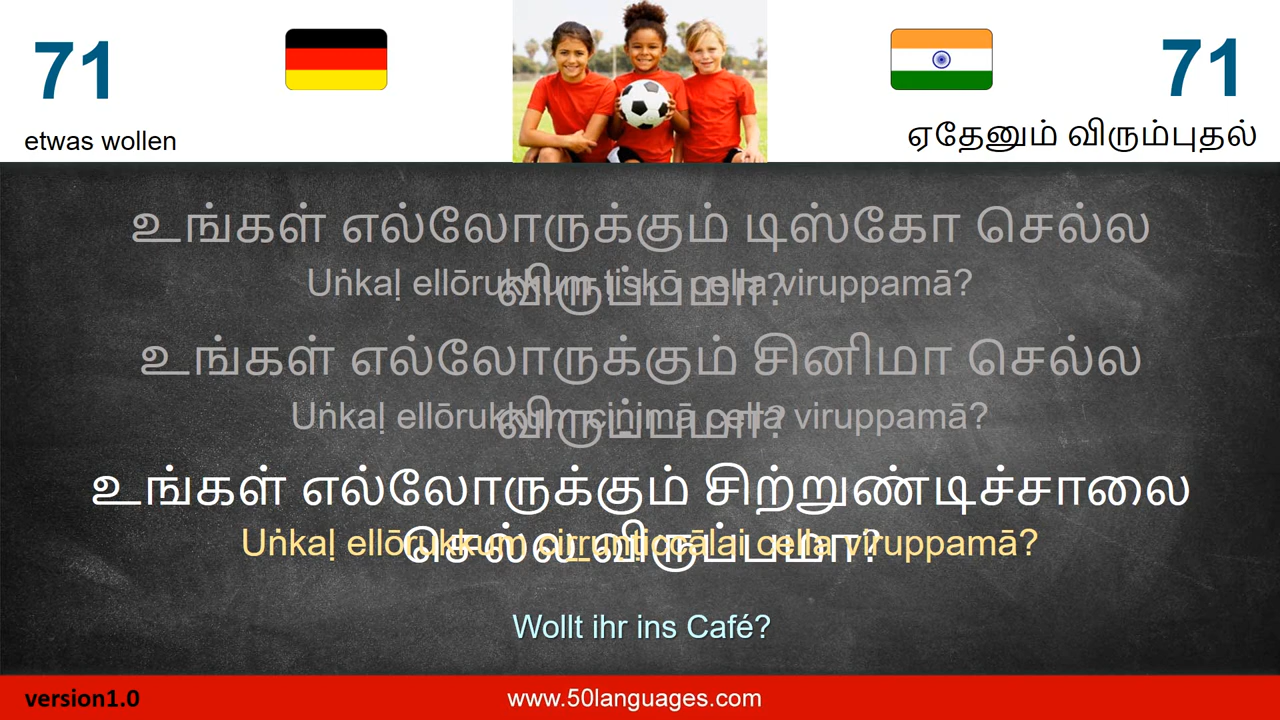 71
71
etwas wollen
ஏதேனும் விரும்புதல்
உங்கள் எல்லோருக்கும் டிஸ்கோ செல்ல
விருப்பமா?
Uṅkaḷ ellōrukkum ṭiskō cella viruppamā?
உங்கள் எல்லோருக்கும் சினிமா செல்ல
விருப்பமா?
Uṅkaḷ ellōrukkum ciṉimā cella viruppamā?
உங்கள் எல்லோருக்கும் சிற்றுண்டிச்சாலை
செல்ல விருப்பமா?
Uṅkaḷ ellōrukkum ciṟṟuṇṭiccālai cella viruppamā?
Wollt ihr ins Café?
version1.0
www.50languages.com